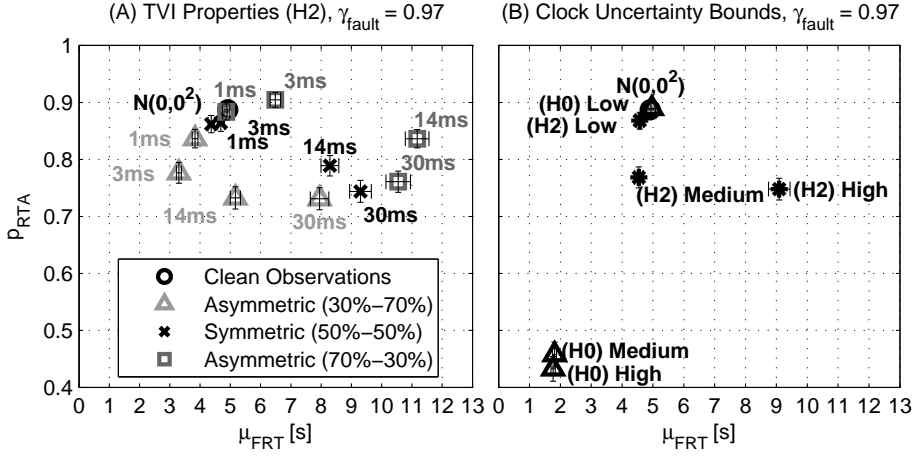 (A) TVI Properties (H2), γfault = 0.97
(B) Clock Uncertainty Bounds, γfault = 0.97
pRTA
1
0.9
0.8
0.7
0.6
0.5
0.4
N(0,0²)
1ms
3ms
1ms
3ms
1ms
3ms
14ms
14ms
30ms
14ms
30ms
30ms
Clean Observations
Asymmetric (30%−70%)
Symmetric (50%−50%)
Asymmetric (70%−30%)
0 1 2 3 4 5 6 7 8 9 10 11 12 13
μFRT [s]
N(0,0²)
(H0) Low
(H2) Low
(H2) Medium
(H2) High
(H0) Medium
(H0) High
0 1 2 3 4 5 6 7 8 9 10 11 12 13
μFRT [s]